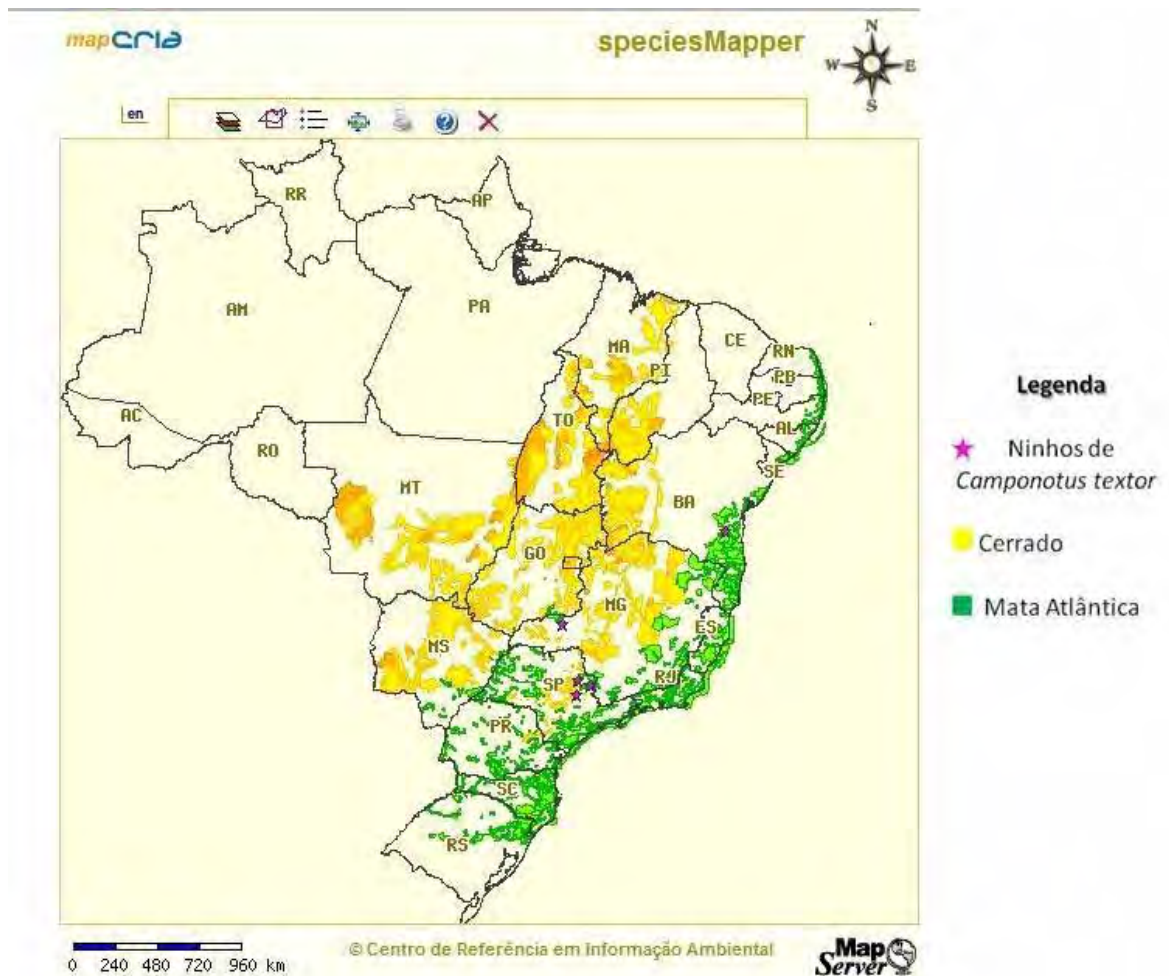 mapcria
speciesMapper
N
W
E
S
en
RR
AP
AM
PA
MA
CE
RN
PI
PB
PE
AC
TO
AL
RO
SE
MT
BA
GO
MG
ES
MS
SP
RJ
PR
SC
RS
Legenda
Ninhos de
Camponotus textor
Cerrado
Mata Atlântica
0 240 480 720 960 km
© Centro de Referência em Informação Ambiental
Map
Server